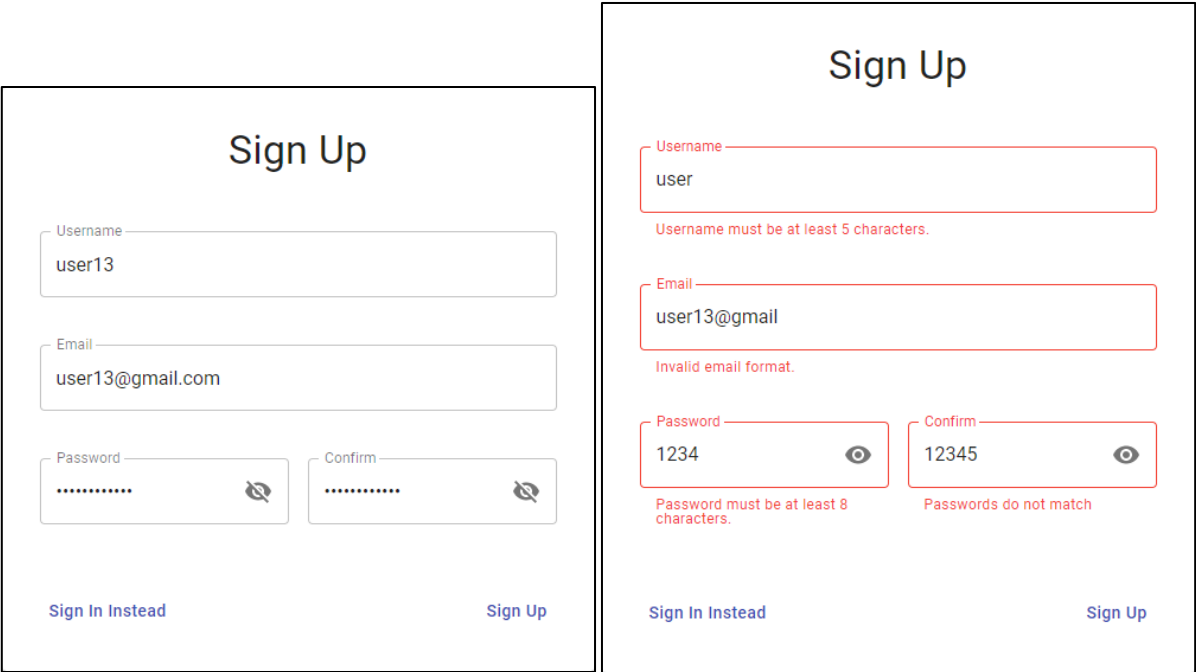 Sign Up
Username
user13
Email
user13@gmail.com
Password
••••••••••••
Confirm
••••••••••••
Sign In Instead
Sign Up
Sign Up
Username
user
Username must be at least 5 characters.
Email
user13@gmail
Invalid email format.
Password
1234
Password must be at least 8
characters.
Confirm
12345
Passwords do not match
Sign In Instead
Sign Up